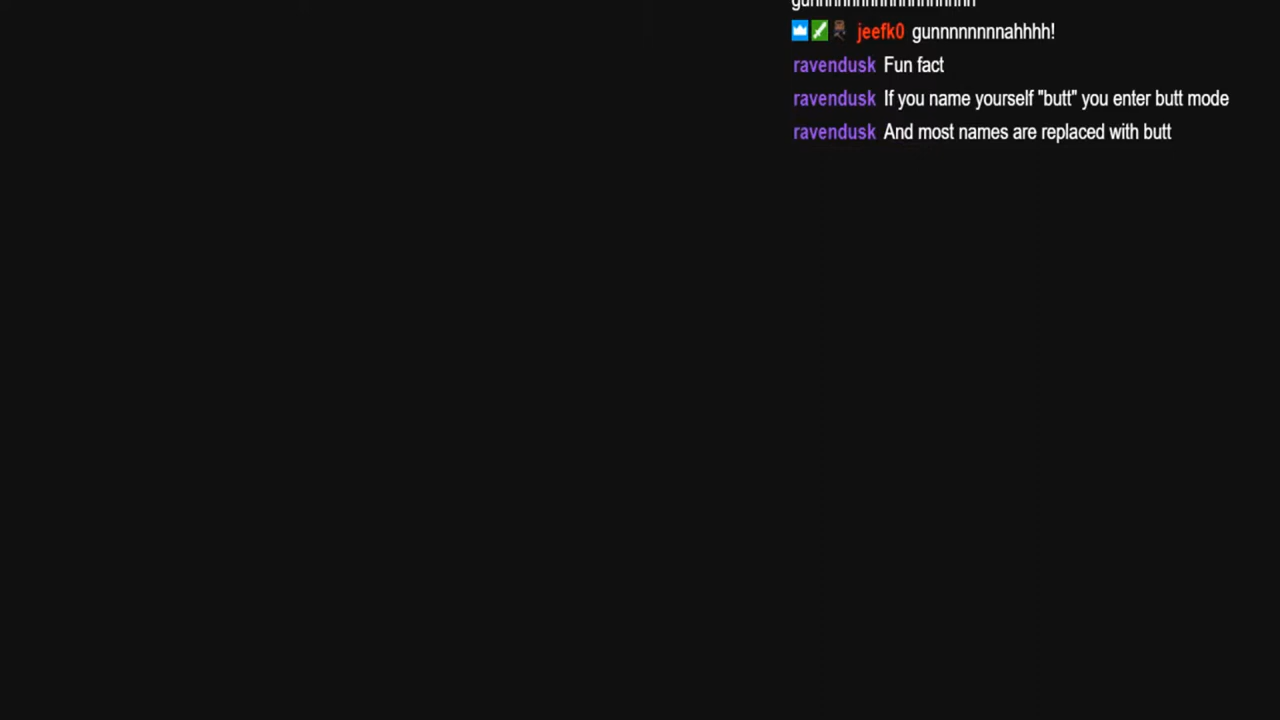 jeefk0 gunnnnnnnnahhhh!
ravendusk Fun fact
ravendusk If you name yourself "butt" you enter butt mode
ravendusk And most names are replaced with butt